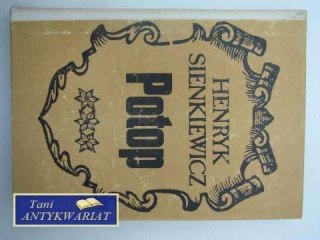 HENRYK
SIENKIEWICZ
Potop
Tani
ANTYKWARIAT